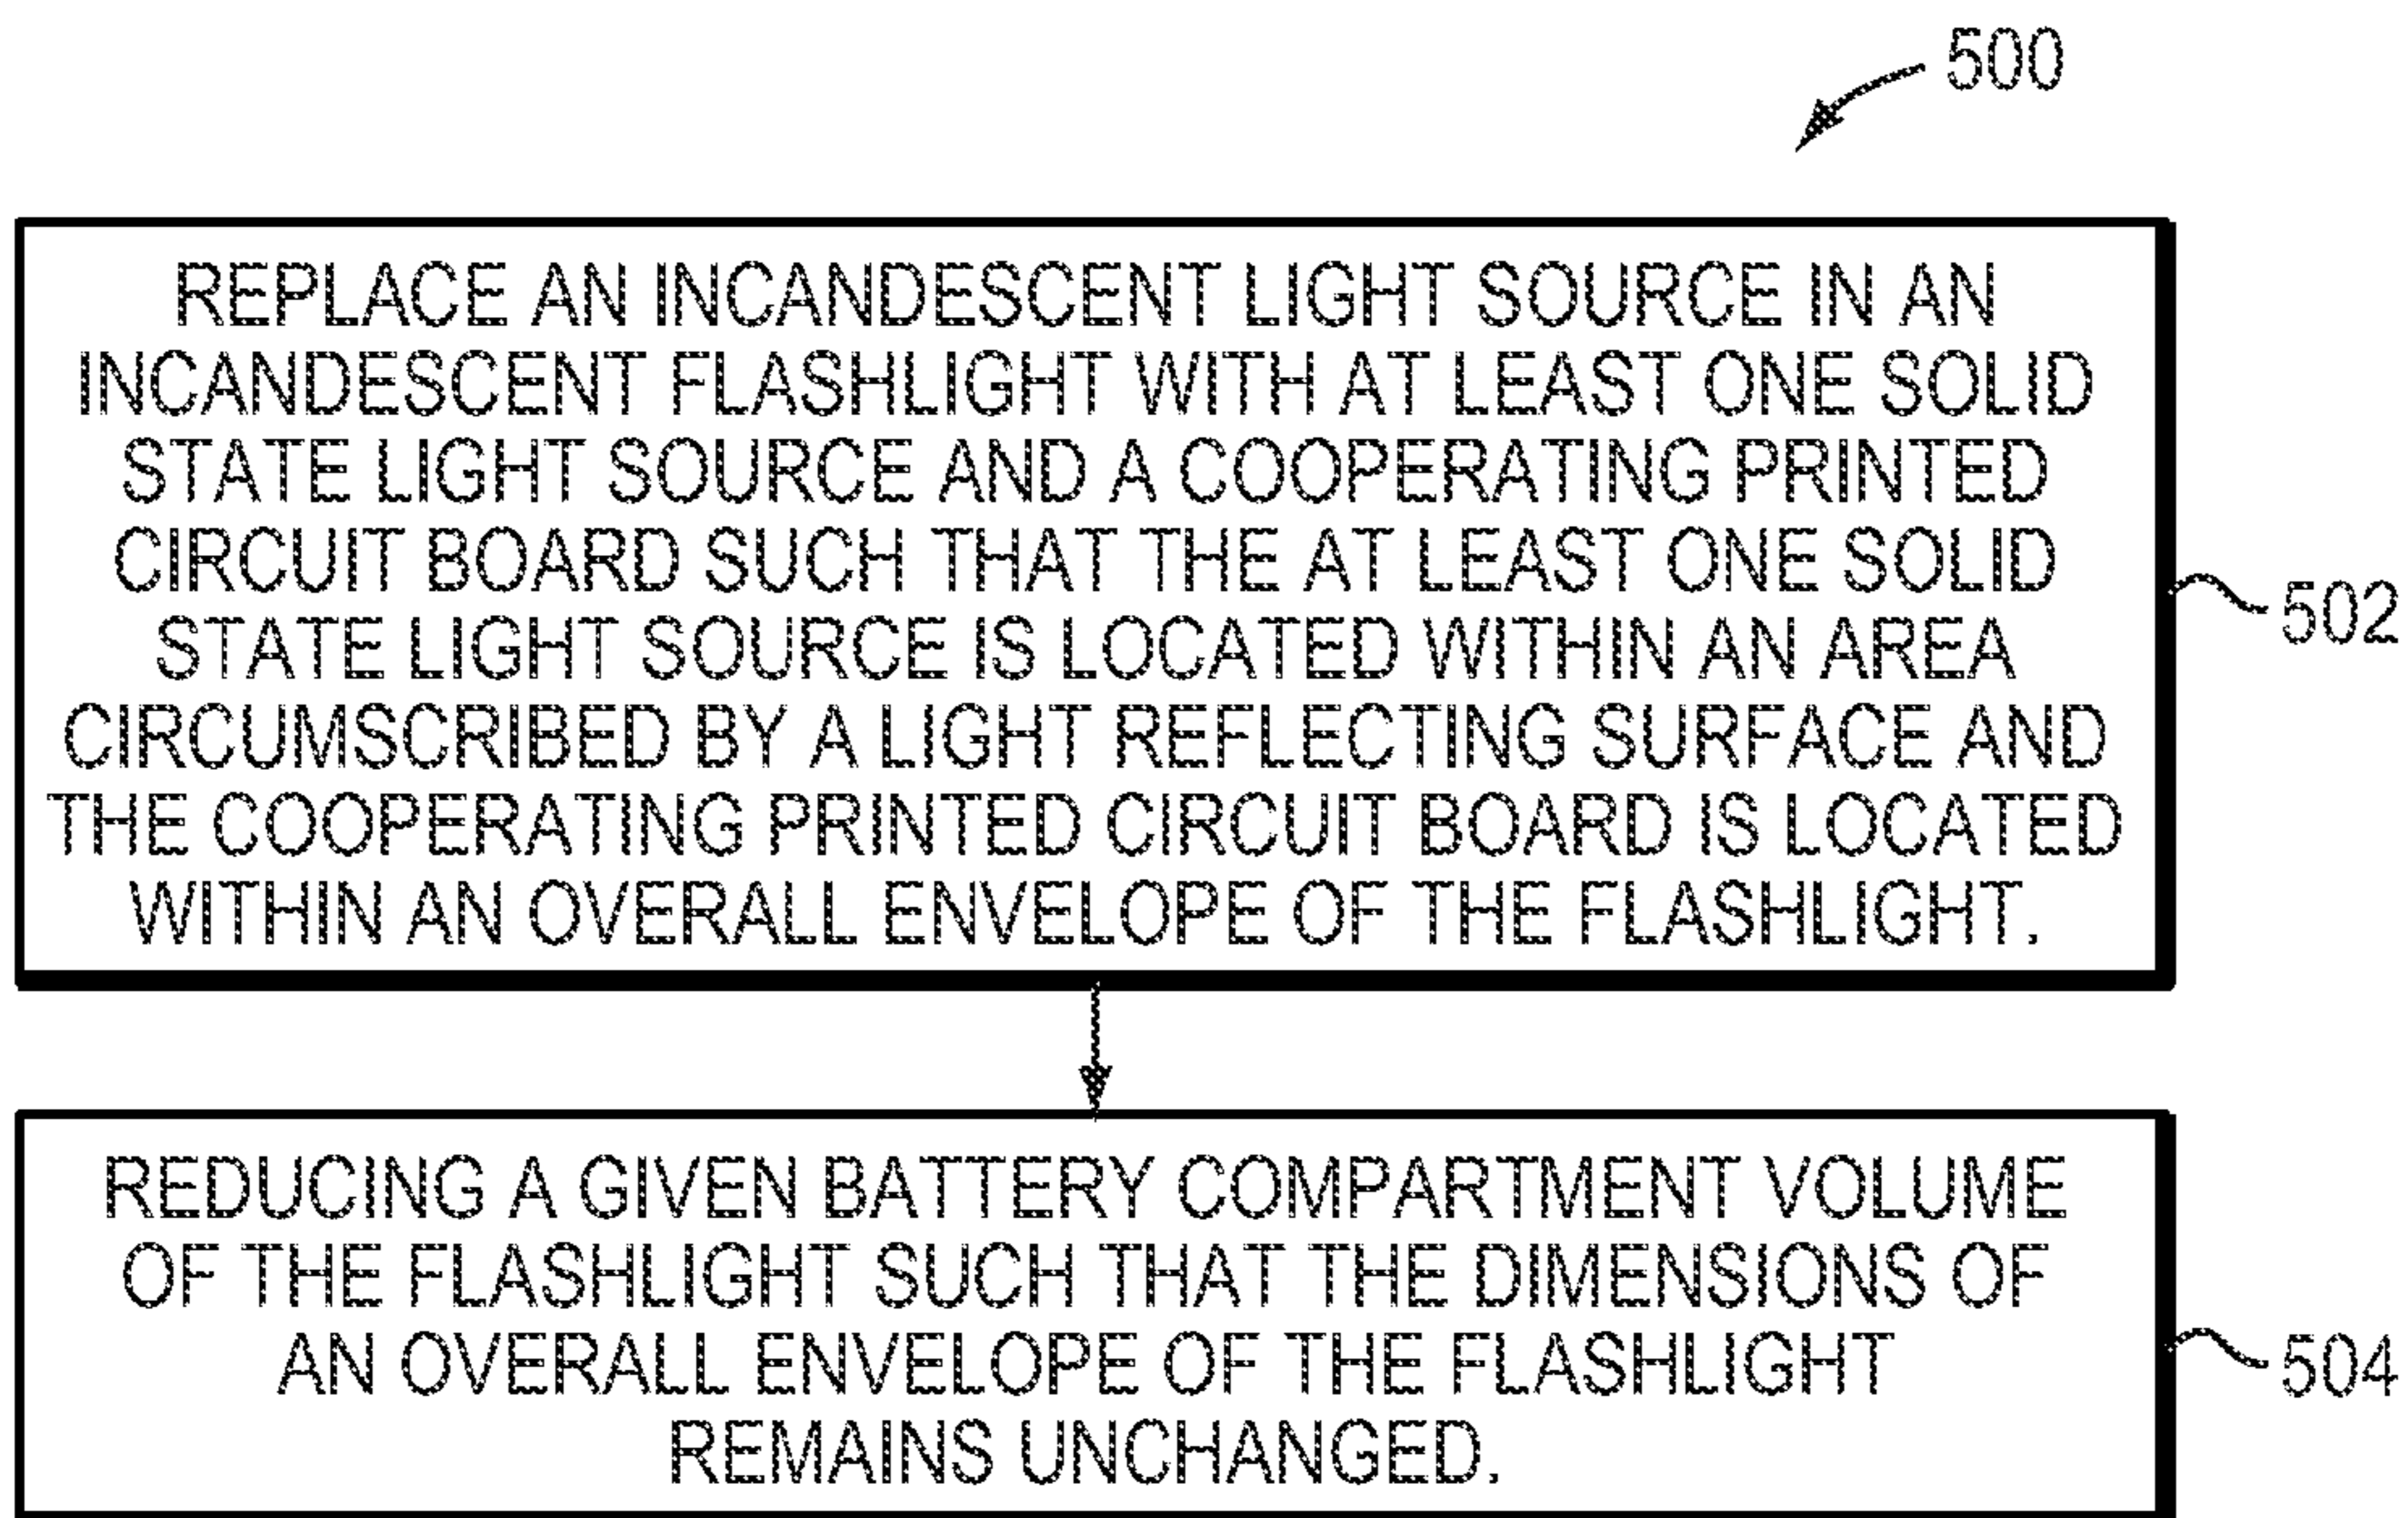 500
REPLACE AN INCANDESCENT LIGHT SOURCE IN AN
INCANDESCENT FLASHLIGHT WITH AT LEAST ONE SOLID
STATE LIGHT SOURCE AND A COOPERATING PRINTED
CIRCUIT BOARD SUCH THAT THE AT LEAST ONE SOLID
STATE LIGHT SOURCE IS LOCATED WITHIN AN AREA
CIRCUMSCRIBED BY A LIGHT REFLECTING SURFACE AND
THE COOPERATING PRINTED CIRCUIT BOARD IS LOCATED
WITHIN AN OVERALL ENVELOPE OF THE FLASHLIGHT.
502
REDUCING A GIVEN BATTERY COMPARTMENT VOLUME
OF THE FLASHLIGHT SUCH THAT THE DIMENSIONS OF
AN OVERALL ENVELOPE OF THE FLASHLIGHT
REMAINS UNCHANGED.
504